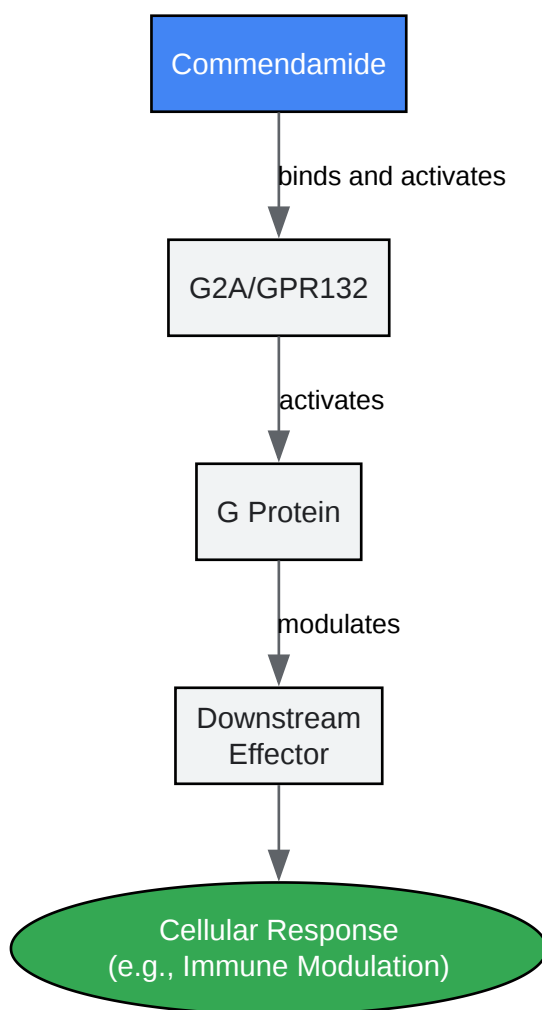 Commendamide
binds and activates
G2A/GPR132
activates
G Protein
modulates
Downstream
Effector
Cellular Response
(e.g., Immune Modulation)